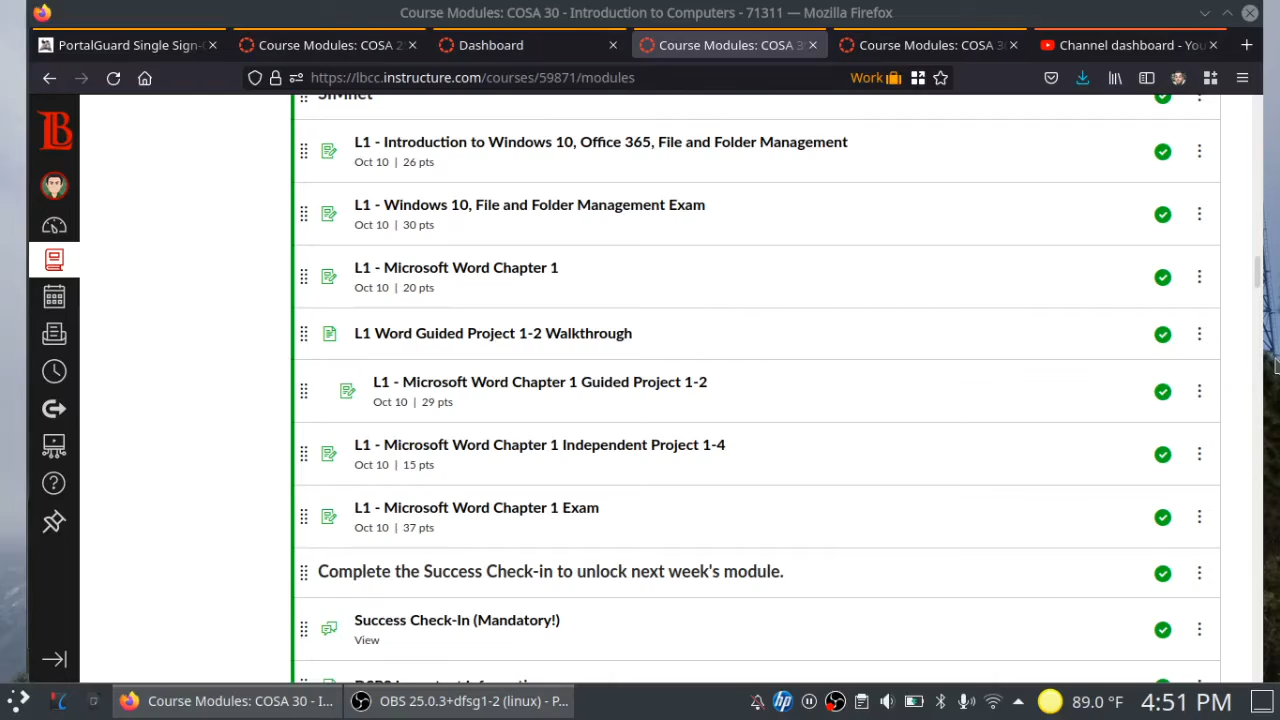 Course Modules: COSA 30 - Introduction to Computers - 71311 — Mozilla Firefox
PortalGuard Single Sign-
Course Modules: COSA 2
Dashboard
Course Modules: COSA 3
Course Modules: COSA 3
Channel dashboard - You
https://lbcc.instructure.com/courses/59871/modules
Work
SIMnet
L1 - Introduction to Windows 10, Office 365, File and Folder Management
Oct 10 | 26 pts
L1 - Windows 10, File and Folder Management Exam
Oct 10 | 30 pts
L1 - Microsoft Word Chapter 1
Oct 10 | 20 pts
L1 Word Guided Project 1-2 Walkthrough
L1 - Microsoft Word Chapter 1 Guided Project 1-2
Oct 10 | 29 pts
L1 - Microsoft Word Chapter 1 Independent Project 1-4
Oct 10 | 15 pts
L1 - Microsoft Word Chapter 1 Exam
Oct 10 | 37 pts
Complete the Success Check-in to unlock next week's module.
Success Check-In (Mandatory!)
View
Course Modules: COSA 30 - I...
OBS 25.0.3+dfsg1-2 (linux) - P...
hp
89.0 °F
4:51 PM